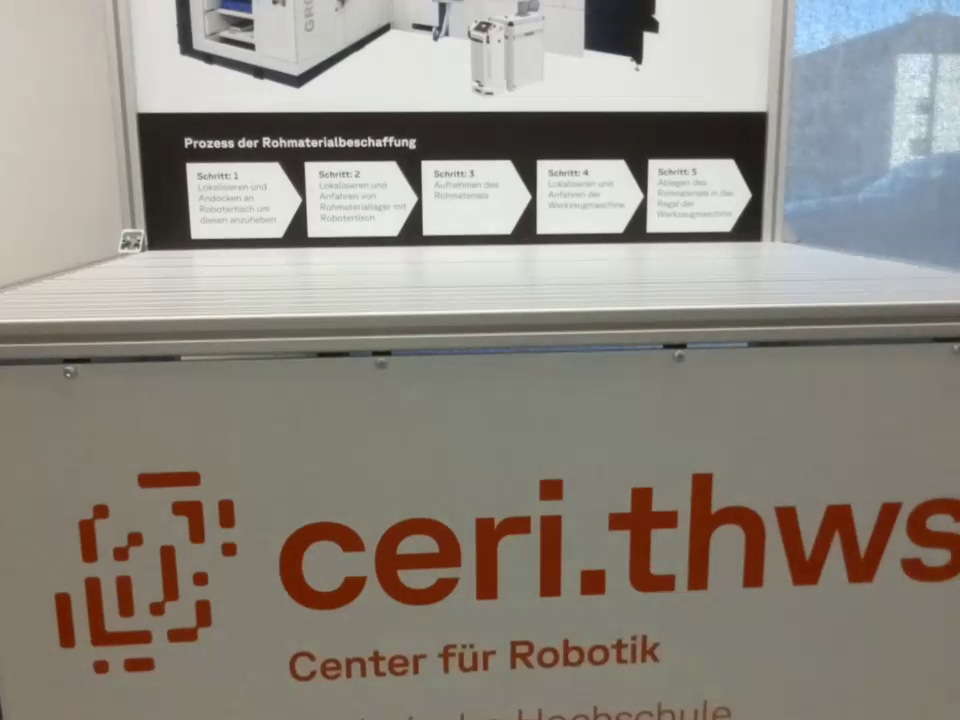 GRO
Prozess der Rohmaterialbeschaffung
Schritt: 1
Lokalisieren und
Andocken an
Robotertisch um
diesen anzuheben
Schritt: 2
Lokalisieren und
Anfahren von
Rohmateriallager mit
Robotertisch
Schritt: 3
Aufnehmen des
Rohmaterials
Schritt: 4
Lokalisieren und
Anfahren der
Werkzeugmaschine
Schritt: 5
Ablegen des
Rohmaterials in das
Regal der
Werkzeugmaschine
ceri.thws
Center für Robotik
Hochschule